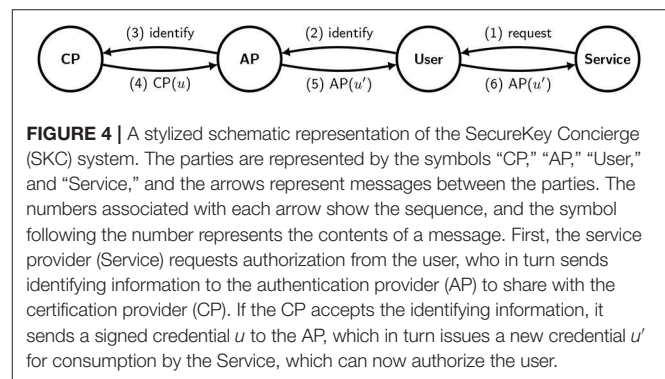 (3) identify (2) identify (1) request
CP AP User Service
(4) CP(u) (5) AP(u′) (6) AP(u′)
FIGURE 4 | A stylized schematic representation of the SecureKey Concierge
(SKC) system. The parties are represented by the symbols “CP,” “AP,” “User,”
and “Service,” and the arrows represent messages between the parties. The
numbers associated with each arrow show the sequence, and the symbol
following the number represents the contents of a message. First, the service
provider (Service) requests authorization from the user, who in turn sends
identifying information to the authentication provider (AP) to share with the
certification provider (CP). If the CP accepts the identifying information, it
sends a signed credential u to the AP, which in turn issues a new credential u′
for consumption by the Service, which can now authorize the user.